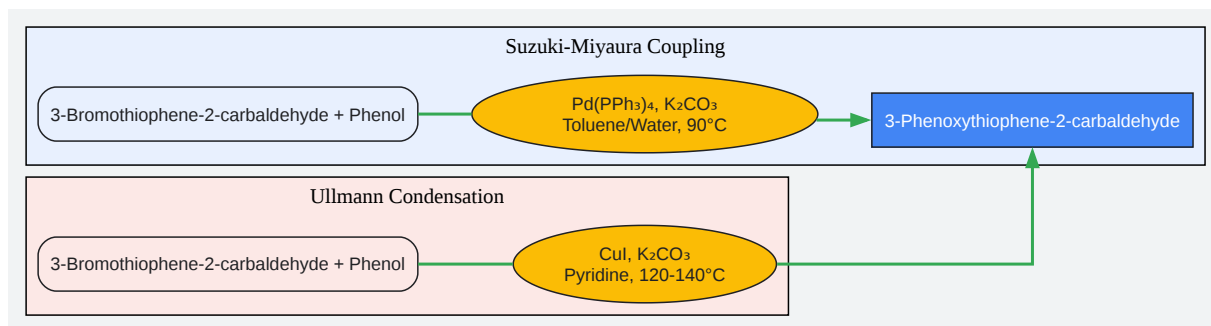 Suzuki-Miyaura Coupling
3-Bromothiophene-2-carbaldehyde + Phenol
Pd(PPh₃)₄, K₂CO₃
Toluene/Water, 90°C
3-Phenoxythiophene-2-carbaldehyde
Ullmann Condensation
3-Bromothiophene-2-carbaldehyde + Phenol
CuI, K₂CO₃
Pyridine, 120-140°C